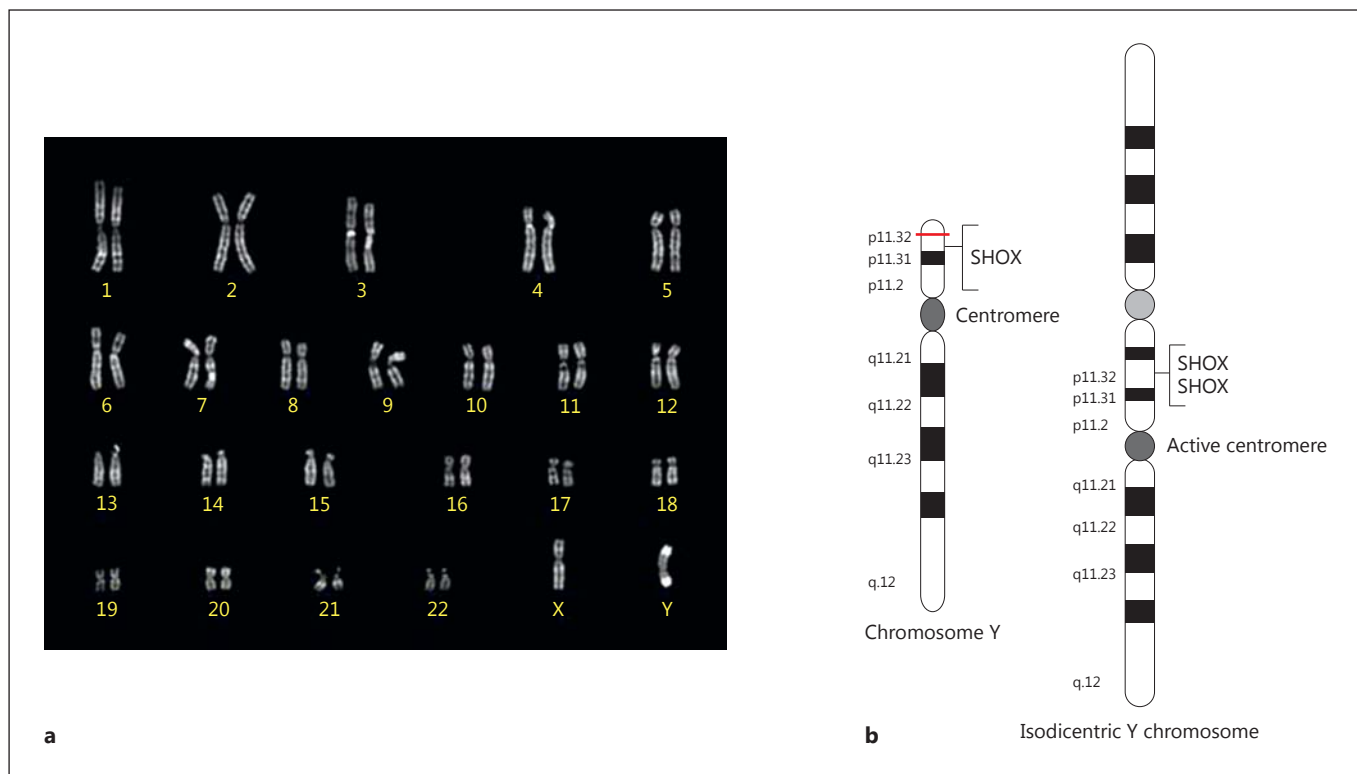 1 2 3 4 5
6 7 8 9 10 11 12
13 14 15 16 17 18
19 20 21 22 X Y
a
p11.32
p11.31
SHOX
p11.2
Centromere
q11.21
q11.22
q11.23
q.12
Chromosome Y
SHOX
p11.32
SHOX
p11.31
p11.2
Active centromere
q11.21
q11.22
q11.23
q.12
Isodicentric Y chromosome
b